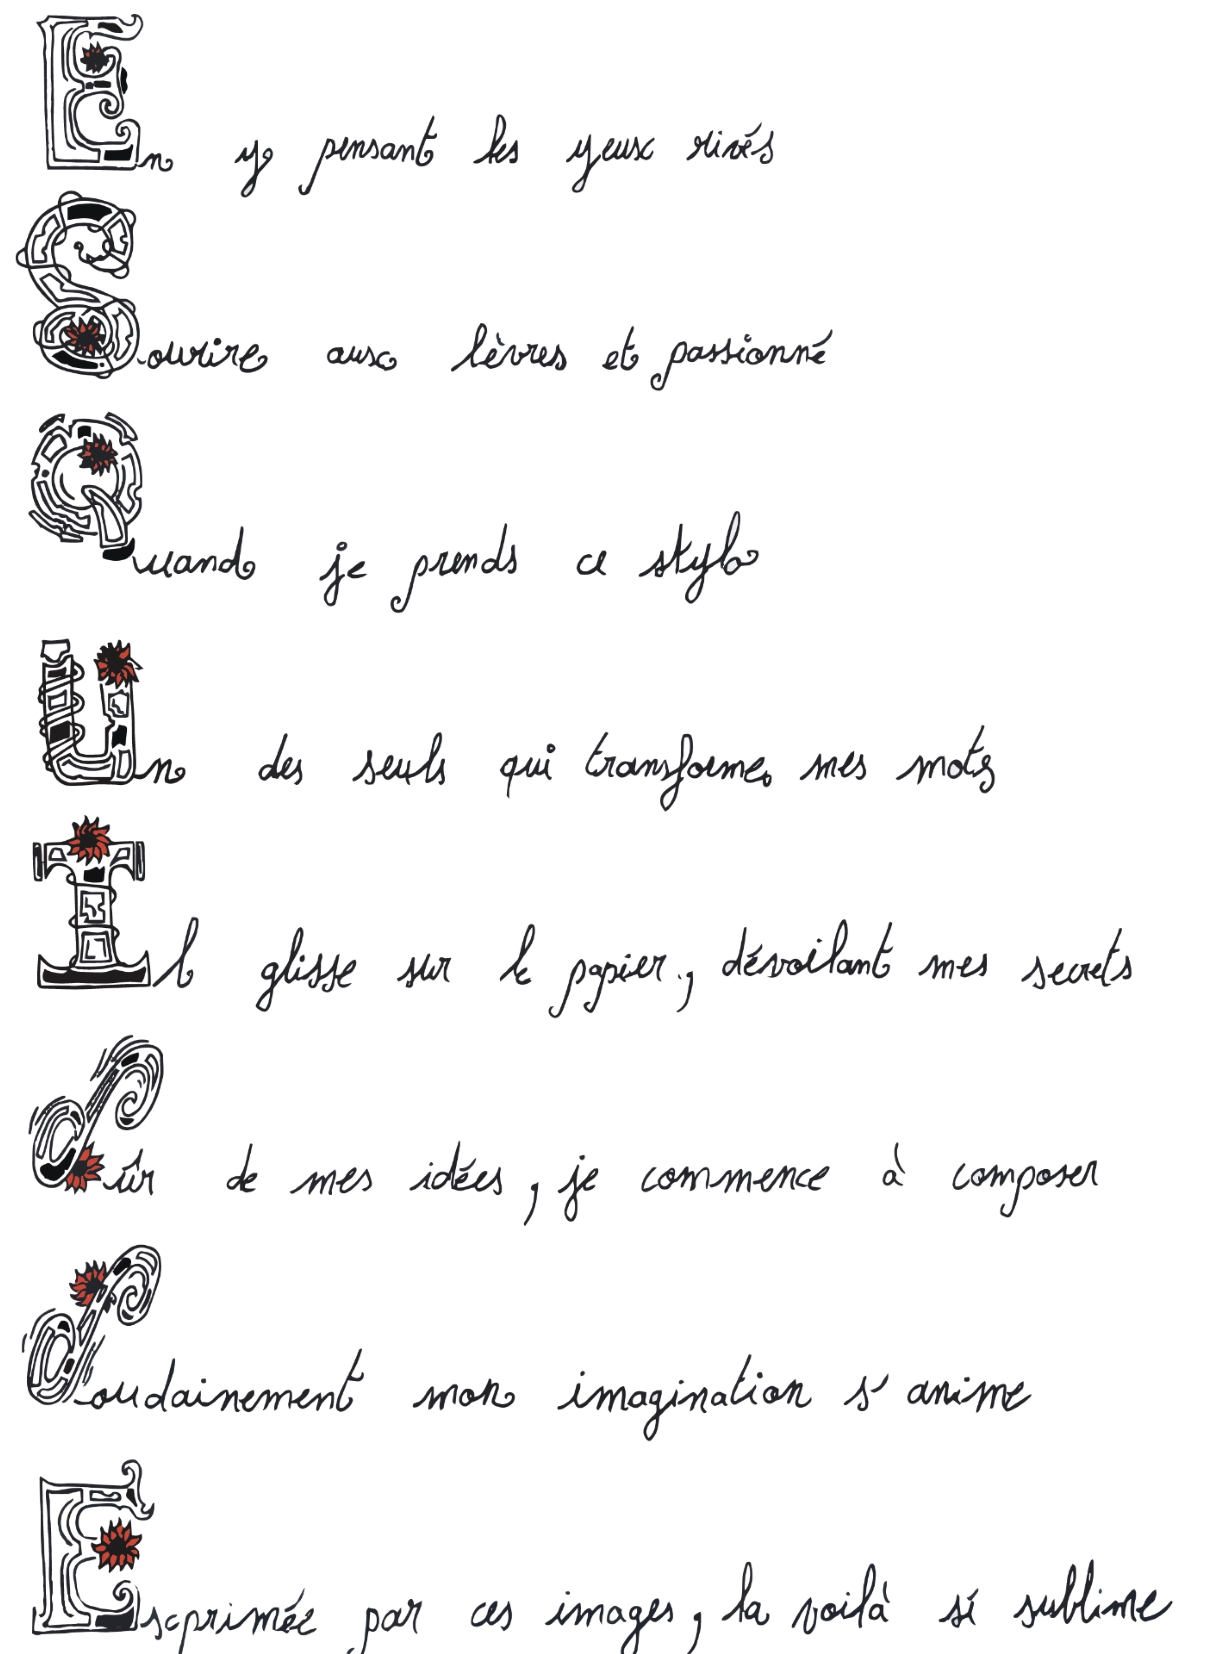 En y pensant les yeux rivés
Sourire aux lèvres et passionné
Quand je prends ce stylo
Un des seuls qui transforme mes mots
Il glisse sur le papier, dévoilant mes secrets
Sûr de mes idées, je commence à composer
Soudainement mon imagination s'anime
Exprimée par ces images, la voilà si sublime